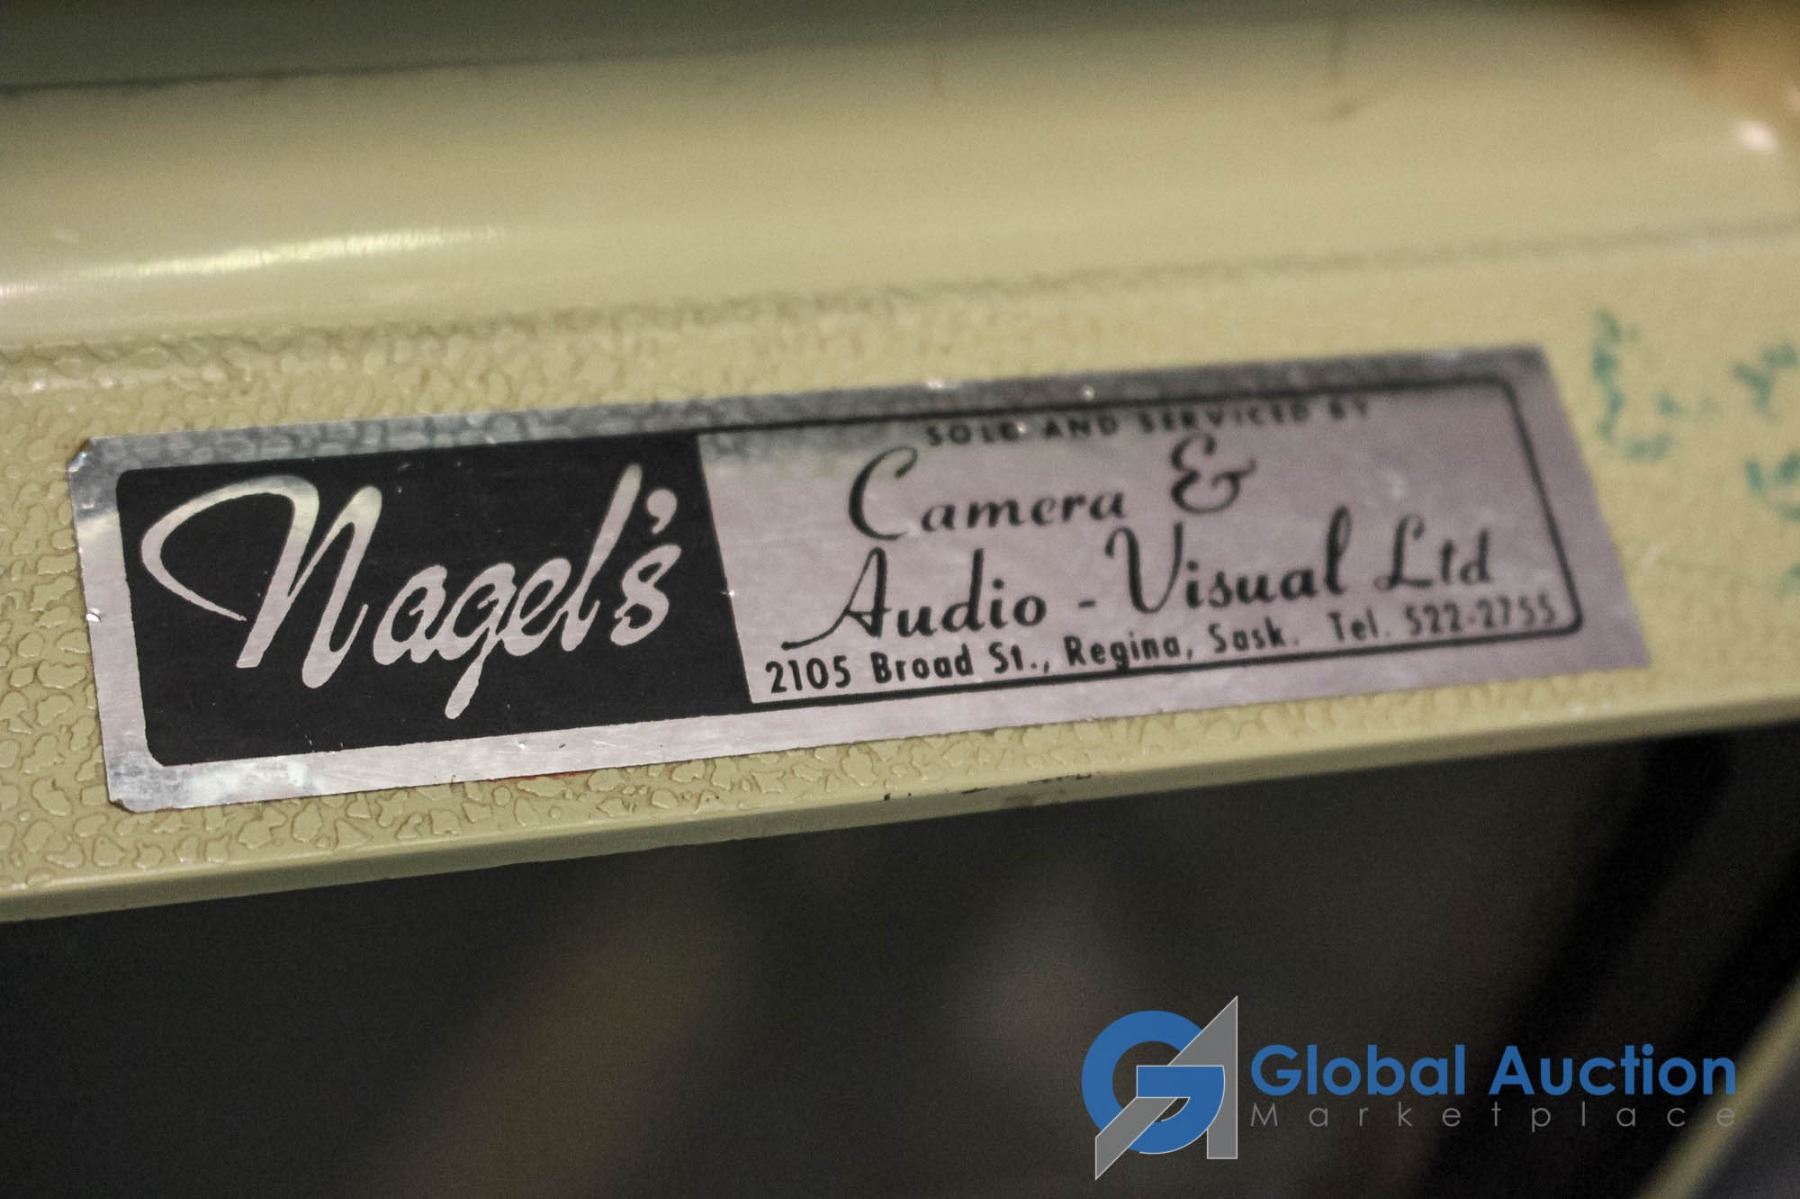 Nagel's
SOLD AND SERVICED BY
Camera &
Audio - Visual Ltd
2105 Broad St., Regina, Sask. Tel. 522-2755
Global Auction
Marketplace